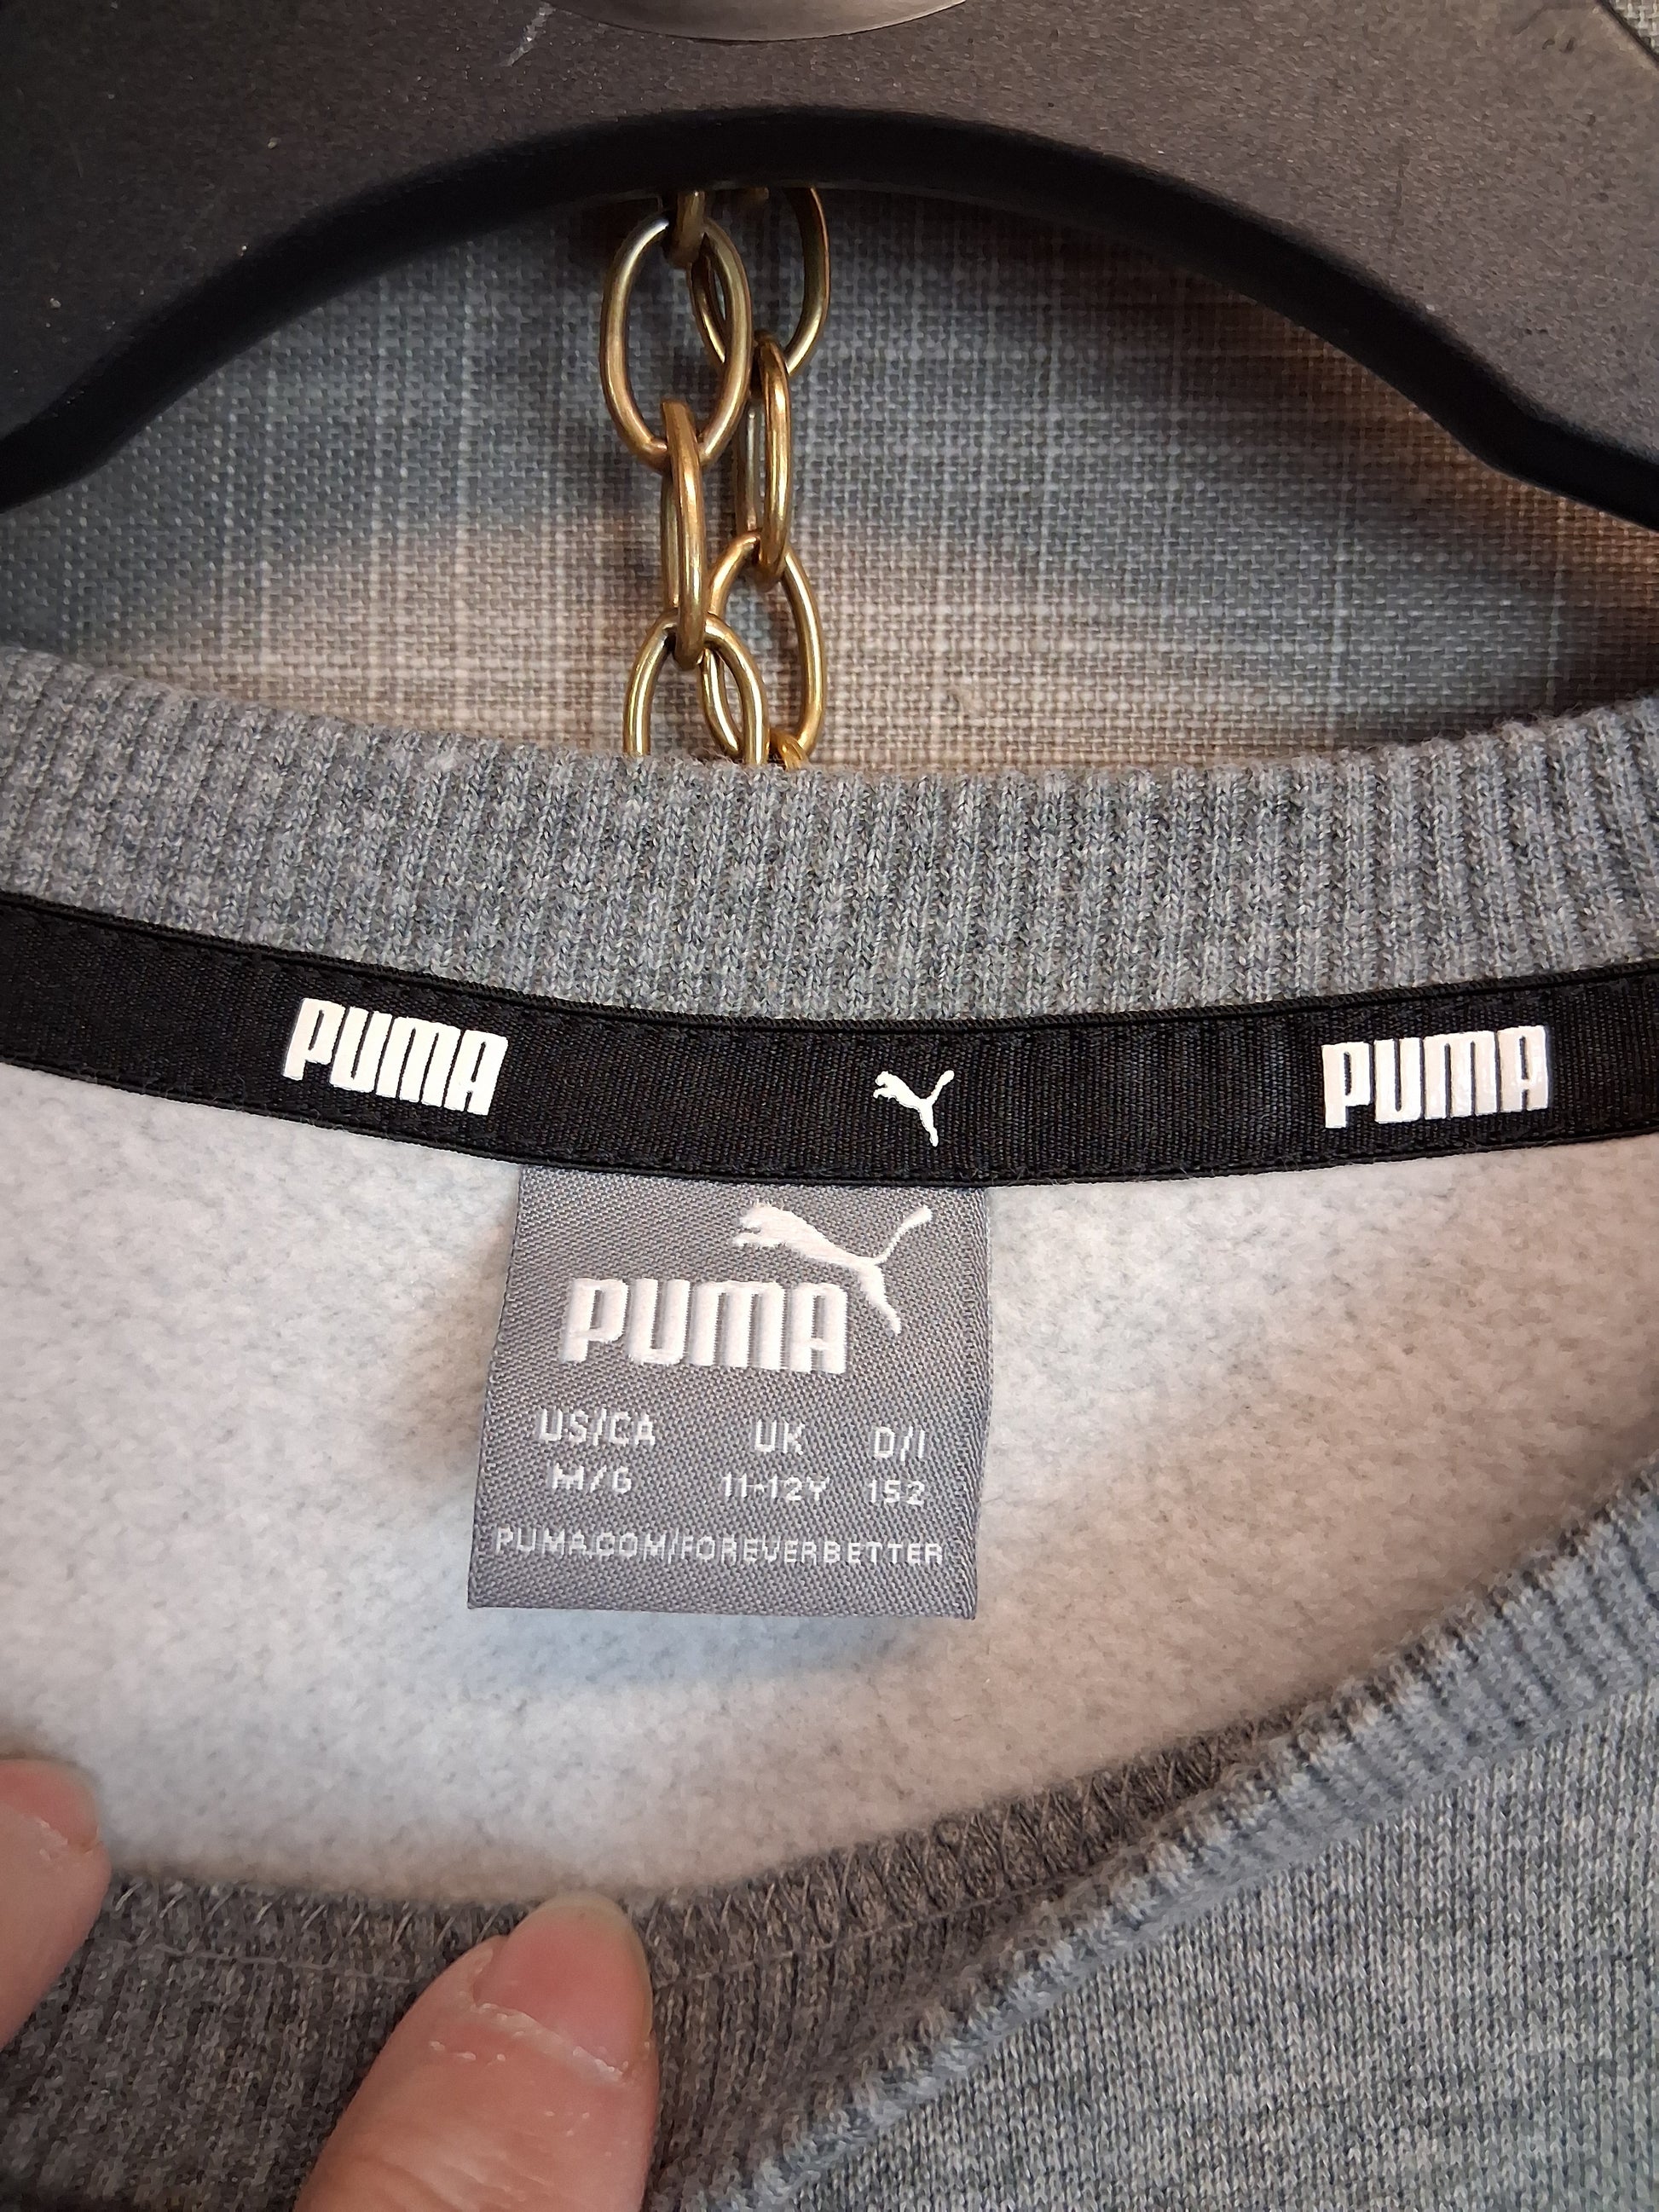 PUMA PUMA
PUMA
US/CA UK D/I
M/G 11-12Y 152
PUMA.COM/FOREVERBETTER